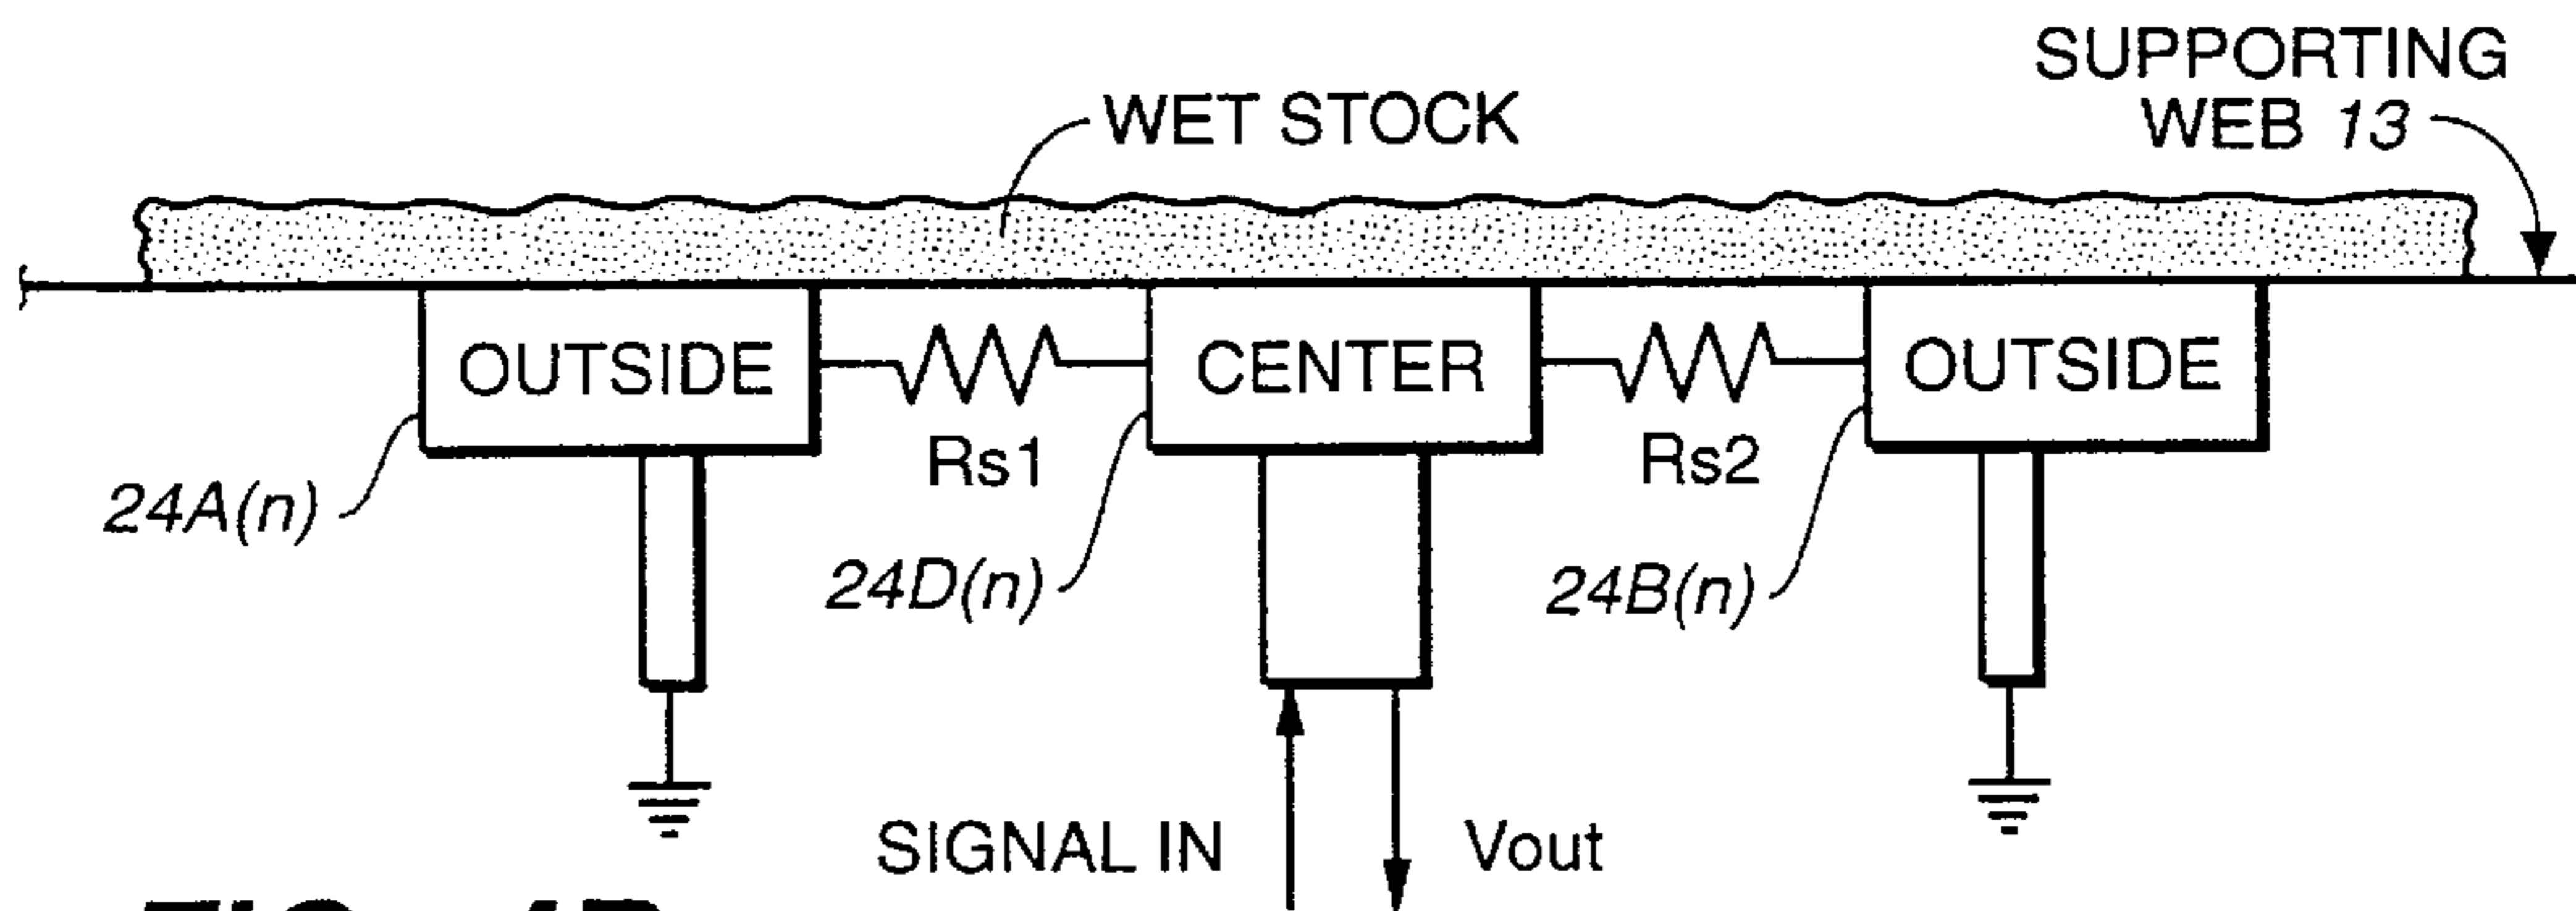 SUPPORTING
WEB 13
WET STOCK
OUTSIDE
CENTER
OUTSIDE
Rs1
Rs2
24A(n)
24D(n)
24B(n)
SIGNAL IN
Vout